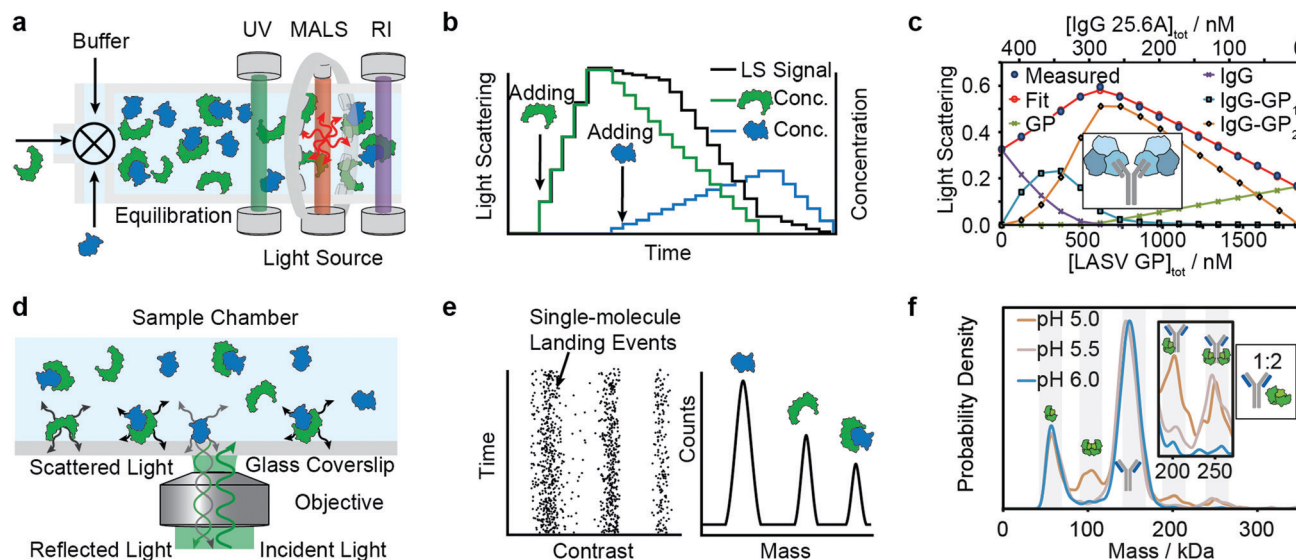 a
UV
MALS
RI
Buffer
Equilibration
Light Source
b
Light Scattering
Adding
Adding
LS Signal
Conc.
Conc.
Concentration
Time
c
[IgG 25.6A]tot / nM
400
300
200
100
0
Light Scattering
0.6
0.4
0.2
0.0
Measured
Fit
GP
IgG
IgG-GP1
IgG-GP2
0
500
1000
1500
[LASV GP]tot / nM
d
Sample Chamber
Scattered Light
Glass Coverslip
Objective
Reflected Light
Incident Light
e
Single-molecule
Landing Events
Time
Contrast
Counts
Mass
f
Probability Density
pH 5.0
pH 5.5
pH 6.0
1:2
200
250
0
100
200
300
Mass / kDa